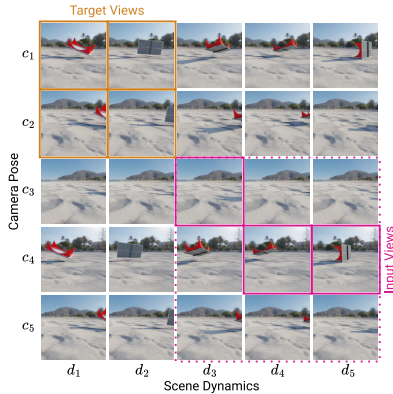 Target Views
c1
c2
c3
c4
c5
Camera Pose
Input Views
d1 d2 d3 d4 d5
Scene Dynamics